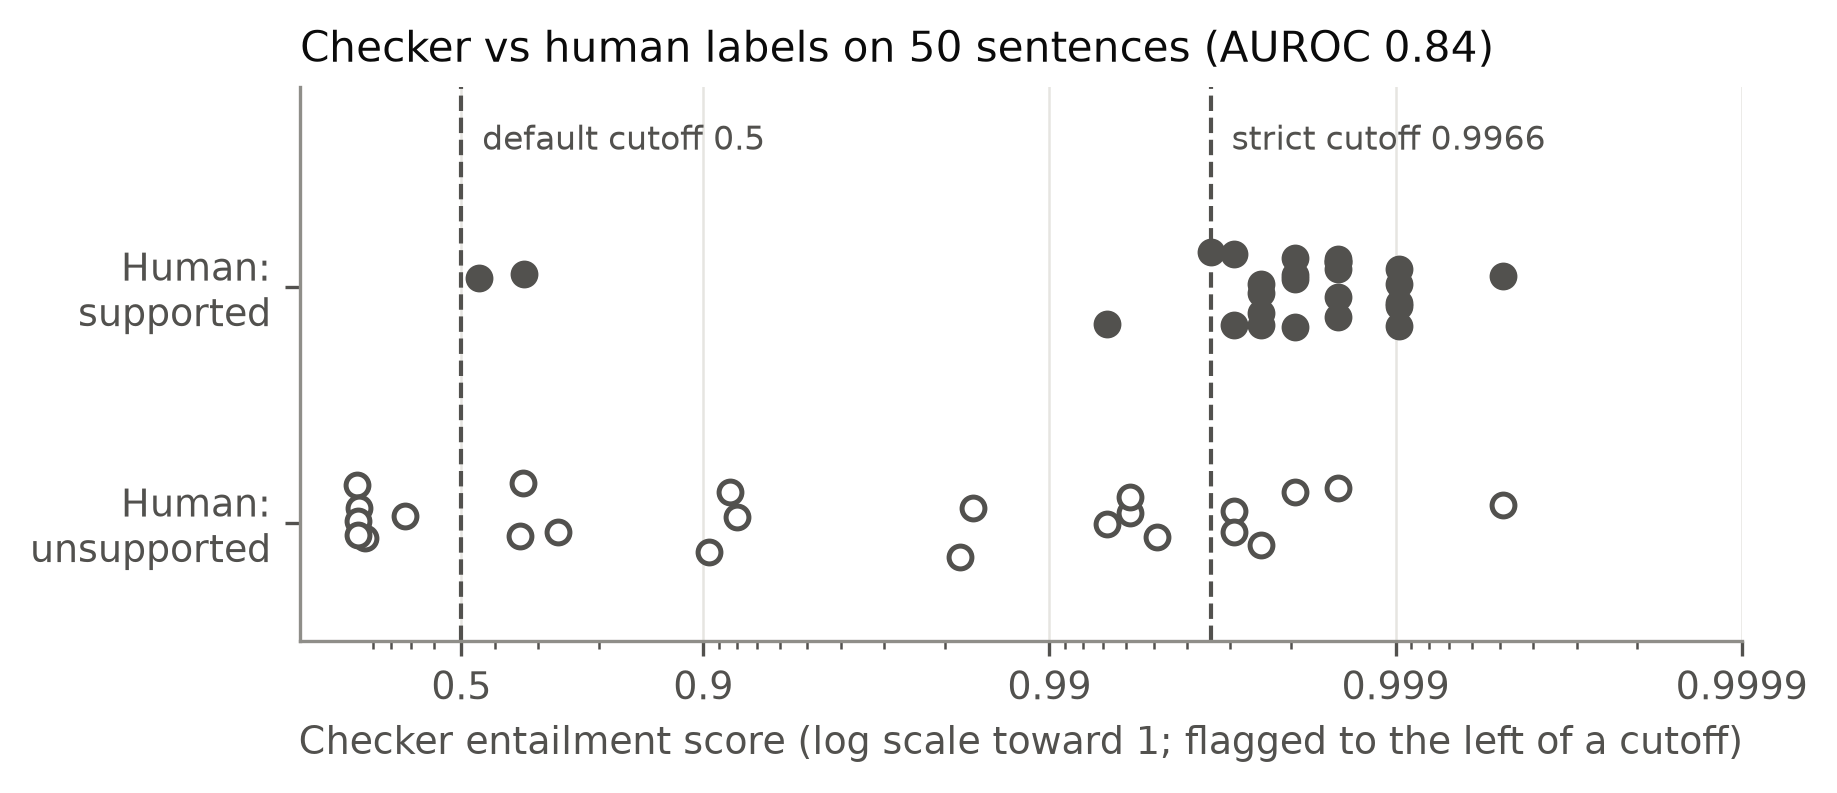 Checker vs human labels on 50 sentences (AUROC 0.84)
default cutoff 0.5
strict cutoff 0.9966
Human:
supported
Human:
unsupported
0.5
0.9
0.99
0.999
0.9999
Checker entailment score (log scale toward 1; flagged to the left of a cutoff)